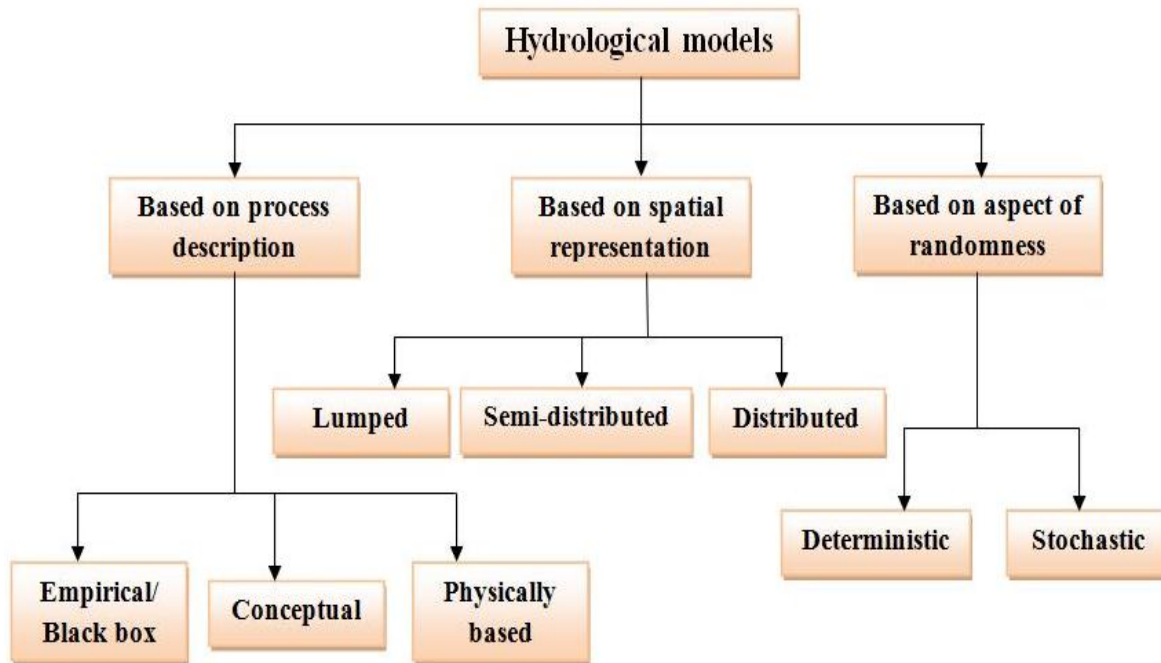 Hydrological models
Based on process
description
Based on spatial
representation
Based on aspect of
randomness
Lumped
Semi-distributed
Distributed
Deterministic
Stochastic
Empirical/
Black box
Conceptual
Physically
based